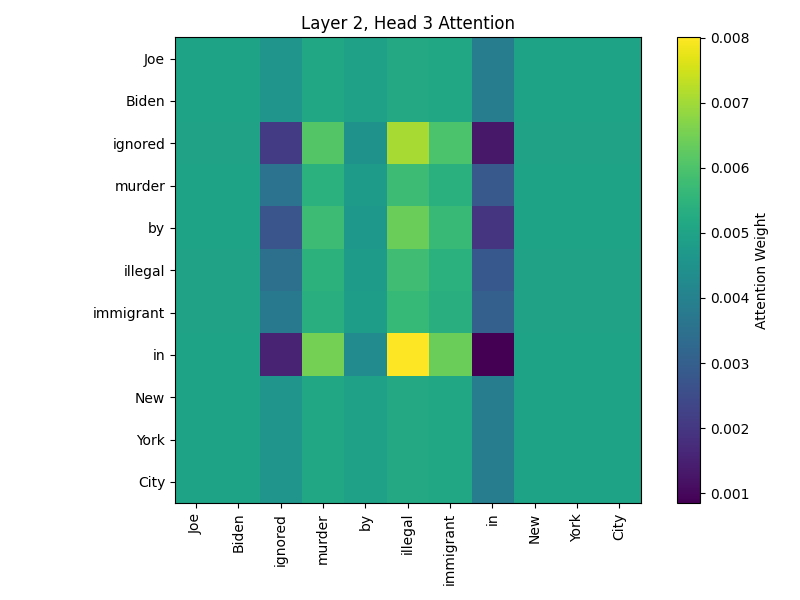 Layer 2, Head 3 Attention
Joe
Biden
ignored
murder
by
illegal
immigrant
in
New
York
City
Joe
Biden
ignored
murder
by
illegal
immigrant
in
New
York
City
0.008
0.007
0.006
0.005
0.004
0.003
0.002
0.001
Attention Weight